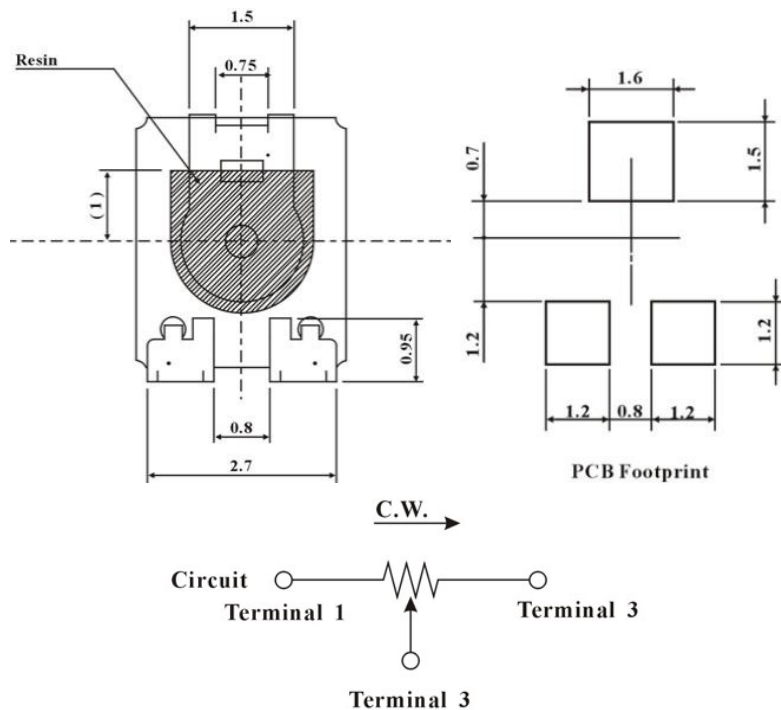 1.5
Resin
0.75
(1)
0.95
0.8
2.7
1.6
0.7
1.5
1.2
1.2
1.2 0.8 1.2
PCB Footprint
C.W.
Circuit
Terminal 1
Terminal 3
Terminal 3